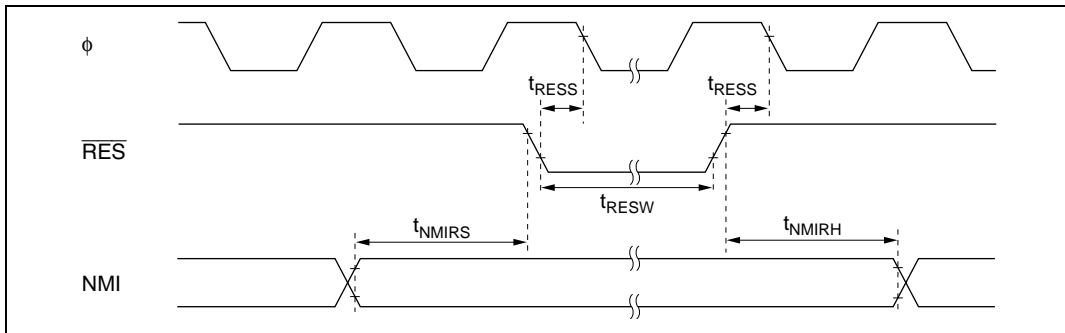 ϕ
tRESS tRESS
RES
tRESW
tNMIRS tNMIRH
NMI